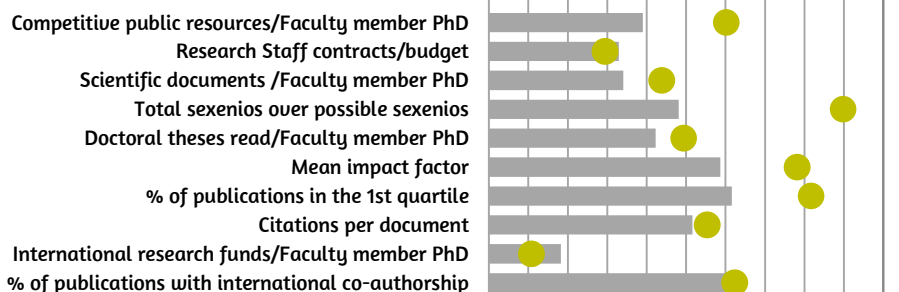 Competitive public resources/Faculty member PhD
Research Staff contracts/budget
Scientific documents /Faculty member PhD
Total sexenios over possible sexenios
Doctoral theses read/Faculty member PhD
Mean impact factor
% of publications in the 1st quartile
Citations per document
International research funds/Faculty member PhD
% of publications with international co-authorship